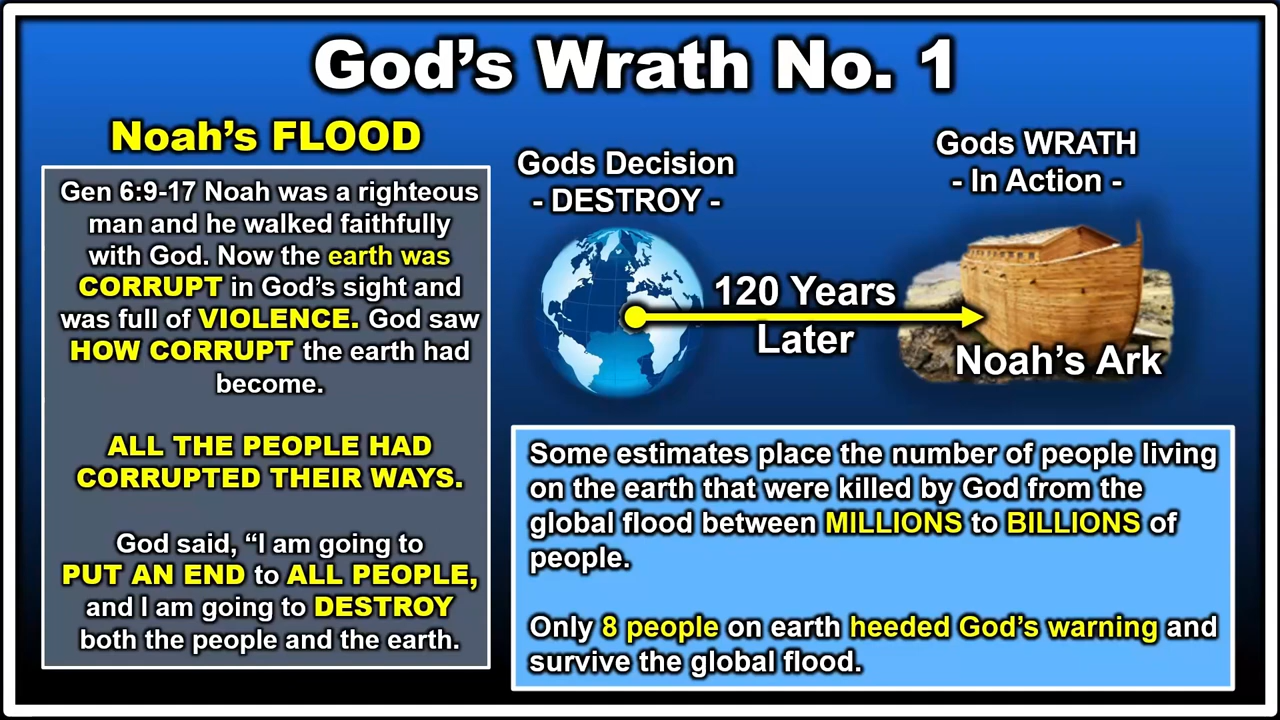 God’s Wrath No. 1
Noah’s FLOOD
Gen 6:9-17 Noah was a righteous
man and he walked faithfully
with God. Now the earth was
CORRUPT in God’s sight and
was full of VIOLENCE. God saw
HOW CORRUPT the earth had
become.
ALL THE PEOPLE HAD
CORRUPTED THEIR WAYS.
God said, “I am going to
PUT AN END to ALL PEOPLE,
and I am going to DESTROY
both the people and the earth.
Gods Decision
- DESTROY -
120 Years
Later
Gods WRATH
- In Action -
Noah’s Ark
Some estimates place the number of people living
on the earth that were killed by God from the
global flood between MILLIONS to BILLIONS of
people.
Only 8 people on earth heeded God’s warning and
survive the global flood.